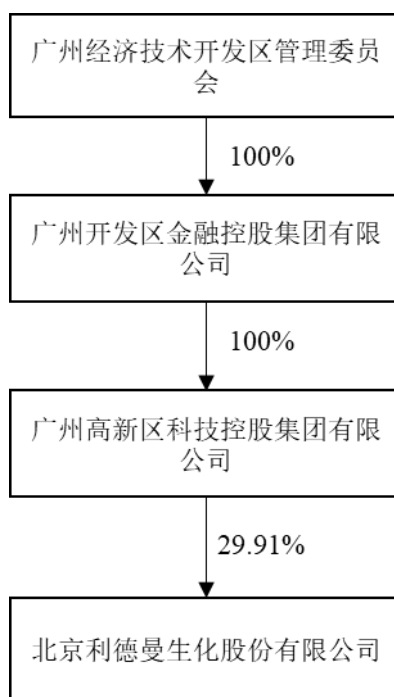 广州经济技术开发区管理委员
会
100%
广州开发区金融控股集团有限
公司
100%
广州高新区科技控股集团有限
公司
29.91%
北京利德曼生化股份有限公司